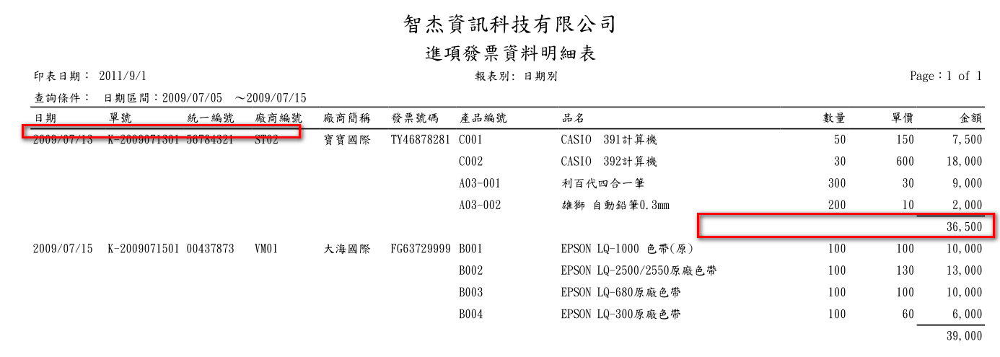 智杰資訊科技有限公司
進項發票資料明細表
印表日期： 2011/9/1 報表別: 日期別 Page：1 of 1
查詢條件： 日期區間：2009/07/05 ～2009/07/15
日期 單號 統一編號 廠商編號 廠商簡稱 發票號碼 產品編號 品名 數量 單價 金額
2009/07/13 K-2009071301 56784321 ST02 寶寶國際 TY46878281 C001 CASIO 391計算機 50 150 7,500
C002 CASIO 392計算機 30 600 18,000
A03-001 利百代四合一筆 300 30 9,000
A03-002 雄獅 自動鉛筆0.3mm 200 10 2,000
36,500
2009/07/15 K-2009071501 00437873 VM01 大海國際 FG63729999 B001 EPSON LQ-1000 色帶(原) 100 100 10,000
B002 EPSON LQ-2500/2550原廠色帶 100 130 13,000
B003 EPSON LQ-680原廠色帶 100 100 10,000
B004 EPSON LQ-300原廠色帶 100 60 6,000
39,000